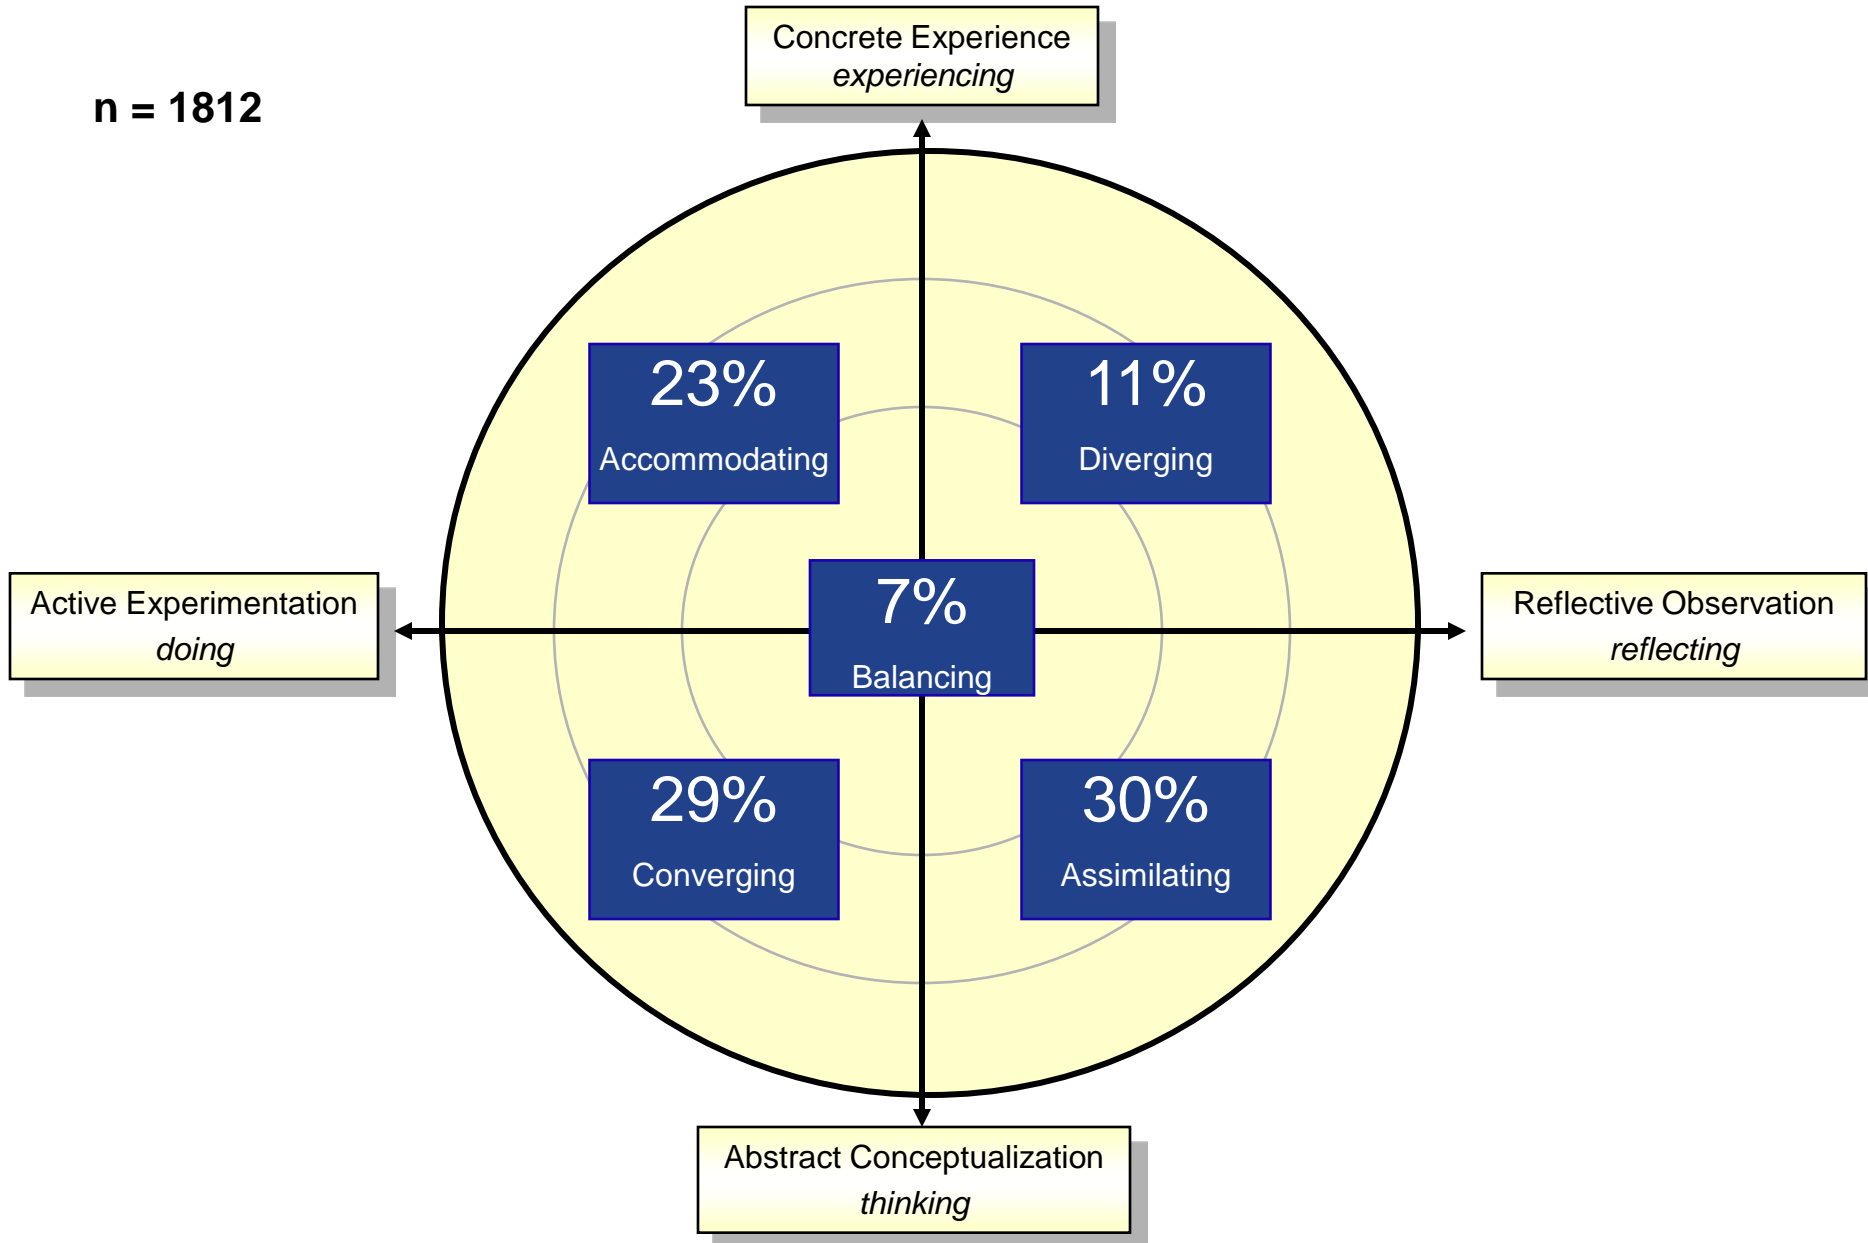 Concrete Experience
experiencing
n = 1812
23%
Accommodating
11%
Diverging
Active Experimentation
doing
7%
Balancing
Reflective Observation
reflecting
29%
Converging
30%
Assimilating
Abstract Conceptualization
thinking